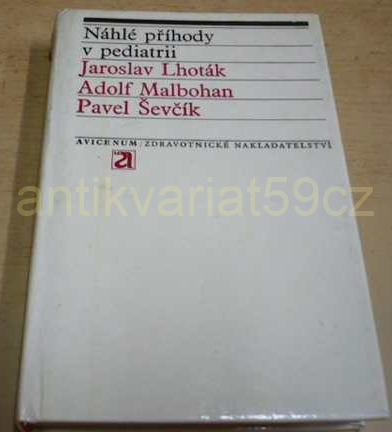 Náhlé příhody
v pediatrii
Jaroslav Lhoták
Adolf Malbohan
Pavel Ševčík
AVICENUM/ZDRAVOTNICKÉ NAKLADATELSTVÍ
a
antikvariat59cz